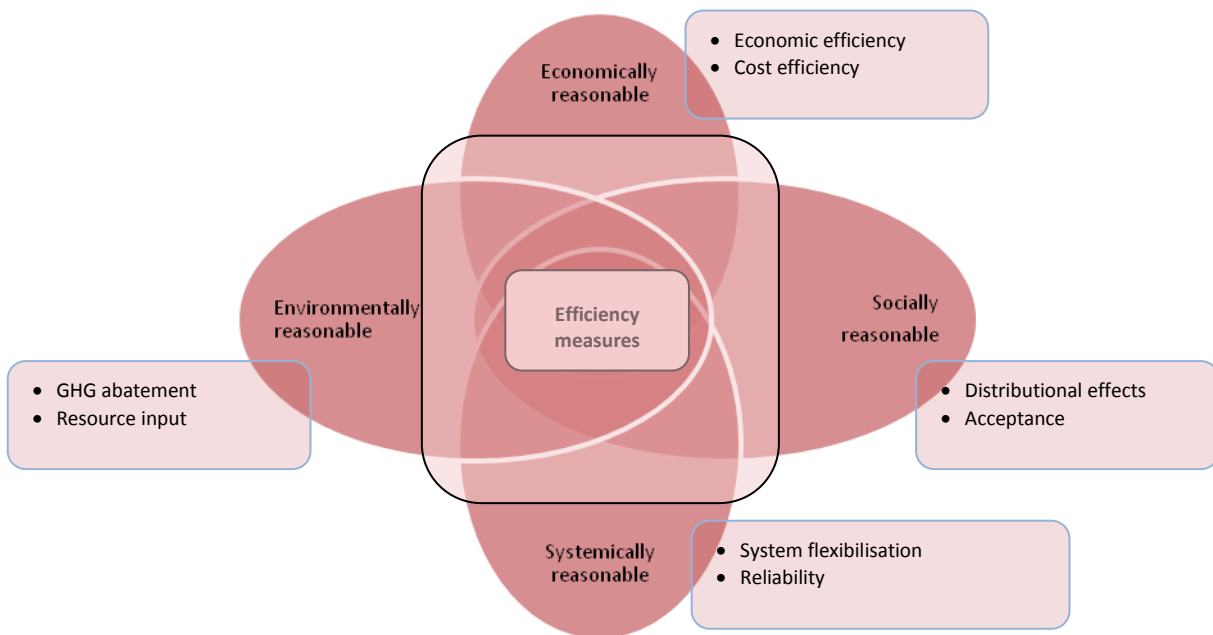 Economically
reasonable
• Economic efficiency
• Cost efficiency
Environmentally
reasonable
Efficiency
measures
Socially
reasonable
• GHG abatement
• Resource input
• Distributional effects
• Acceptance
Systemically
reasonable
• System flexibilisation
• Reliability